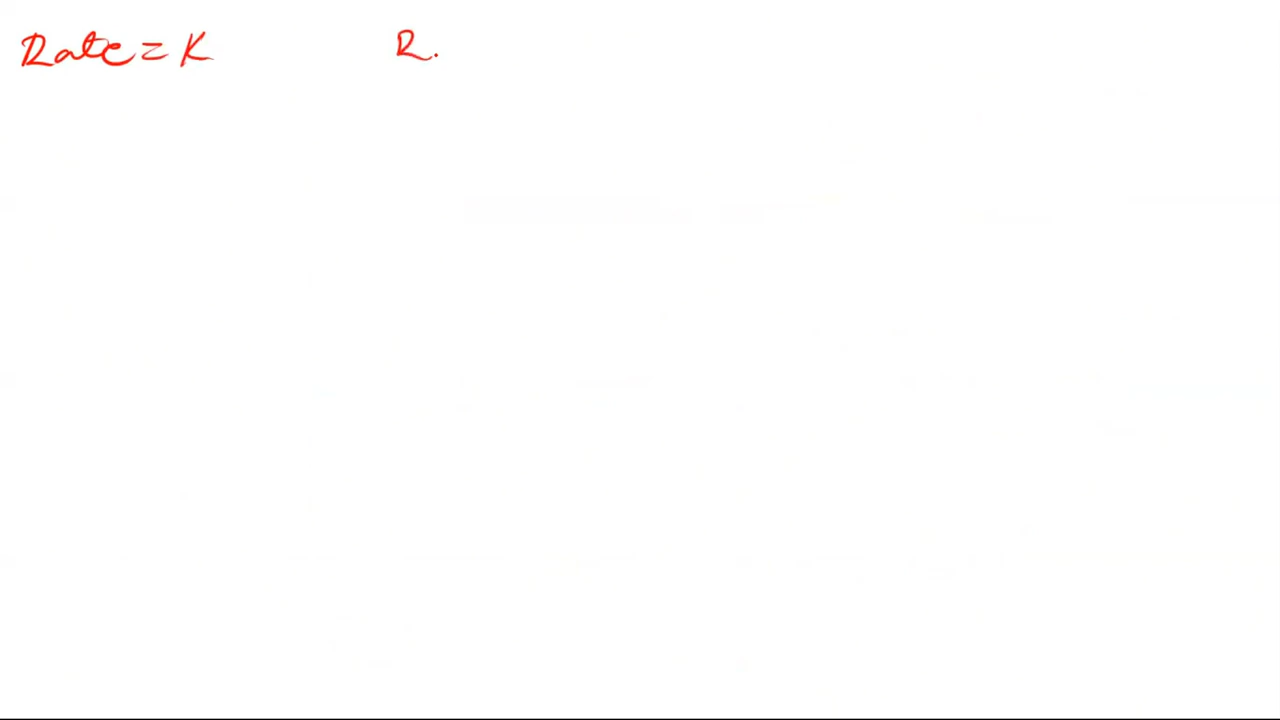 Rate = K R.